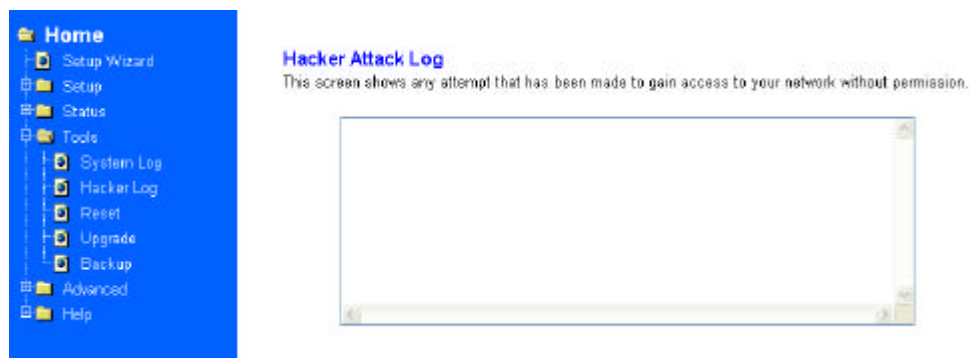 Home
Setup Wizard
Setup
Status
Tools
System Log
Hacker Log
Reset
Upgrade
Backup
Advanced
Help
Hacker Attack Log
This screen shows any attempt that has been made to gain access to your network without permission.